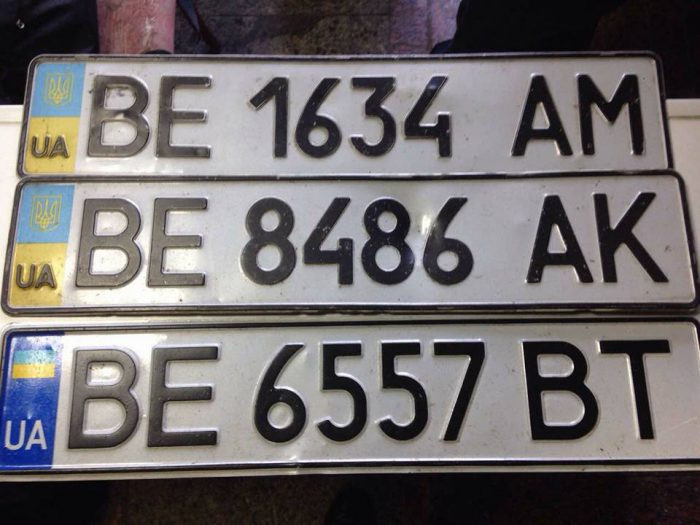 UA BE 1634 AM
UA BE 8486 AK
UA BE 6557 BT